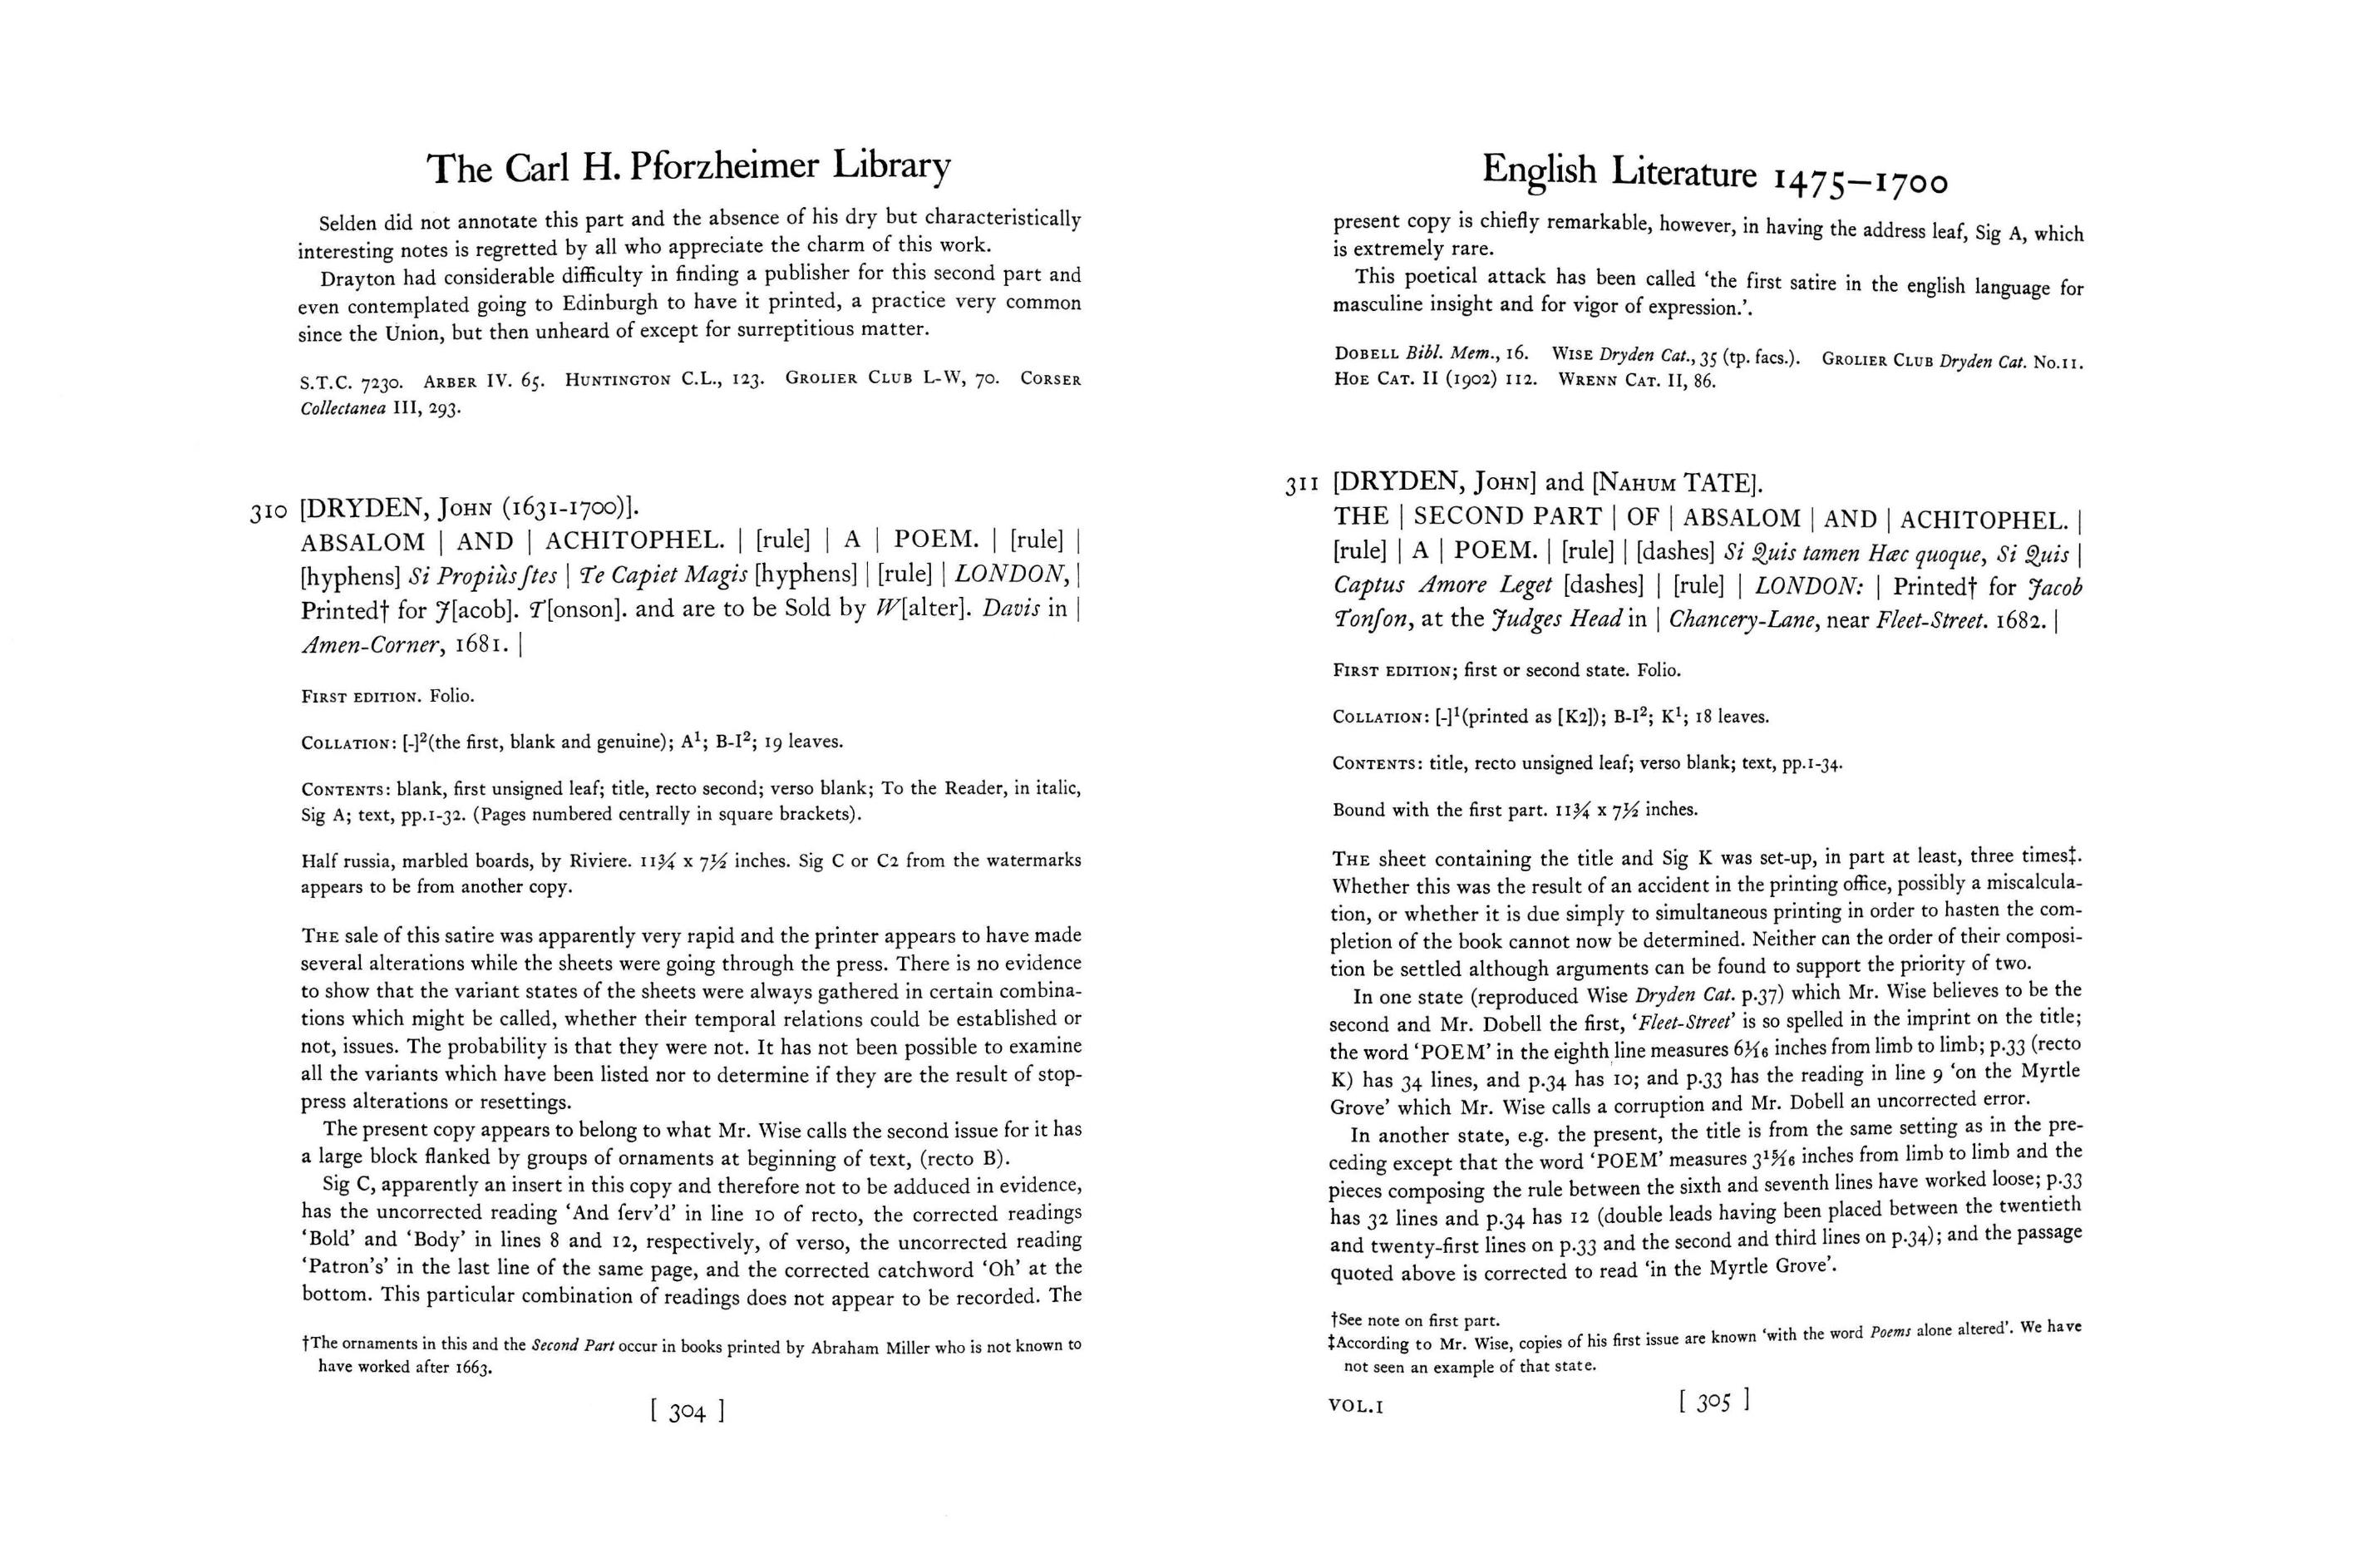 The Carl H. Pforzheimer Library
Selden did not annotate this part and the absence of his dry but characteristically
interesting notes is regretted by all who appreciate the charm of this work.
Drayton had considerable difficulty in finding a publisher for this second part and
even contemplated going to Edinburgh to have it printed, a practice very common
since the Union, but then unheard of except for surreptitious matter.
S.T.C. 7230. ARBER IV. 65. HUNTINGTON C.L., 123. GROLIER CLUB L-W, 70. CORSER
Collectanea III, 293.
310 [DRYDEN, JOHN (1631-1700)].
ABSALOM | AND | ACHITOPHEL. | [rule] | A | POEM. | [rule] |
[hyphens] Si Propiùs ſtes | Te Capiet Magis [hyphens] | [rule] | LONDON, |
Printed† for J[acob]. T[onson]. and are to be Sold by W[alter]. Davis in |
Amen-Corner, 1681. |
FIRST EDITION. Folio.
COLLATION: [-]²(the first, blank and genuine); A¹; B-I²; 19 leaves.
CONTENTS: blank, first unsigned leaf; title, recto second; verso blank; To the Reader, in italic,
Sig A; text, pp.1-32. (Pages numbered centrally in square brackets).
Half russia, marbled boards, by Riviere. 11¾ x 7½ inches. Sig C or C2 from the watermarks
appears to be from another copy.
THE sale of this satire was apparently very rapid and the printer appears to have made
several alterations while the sheets were going through the press. There is no evidence
to show that the variant states of the sheets were always gathered in certain combina-
tions which might be called, whether their temporal relations could be established or
not, issues. The probability is that they were not. It has not been possible to examine
all the variants which have been listed nor to determine if they are the result of stop-
press alterations or resettings.
The present copy appears to belong to what Mr. Wise calls the second issue for it has
a large block flanked by groups of ornaments at beginning of text, (recto B).
Sig C, apparently an insert in this copy and therefore not to be adduced in evidence,
has the uncorrected reading ‘And ſerv’d’ in line 10 of recto, the corrected readings
‘Bold’ and ‘Body’ in lines 8 and 12, respectively, of verso, the uncorrected reading
‘Patron’s’ in the last line of the same page, and the corrected catchword ‘Oh’ at the
bottom. This particular combination of readings does not appear to be recorded. The
†The ornaments in this and the Second Part occur in books printed by Abraham Miller who is not known to
have worked after 1663.
[ 304 ]
English Literature 1475–1700
present copy is chiefly remarkable, however, in having the address leaf, Sig A, which
is extremely rare.
This poetical attack has been called ‘the first satire in the english language for
masculine insight and for vigor of expression.’.
DOBELL Bibl. Mem., 16. WISE Dryden Cat., 35 (tp. facs.). GROLIER CLUB Dryden Cat. No.11.
HOE CAT. II (1902) 112. WRENN CAT. II, 86.
311 [DRYDEN, JOHN] and [NAHUM TATE].
THE | SECOND PART | OF | ABSALOM | AND | ACHITOPHEL. |
[rule] | A | POEM. | [rule] | [dashes] Si Quis tamen Hæc quoque, Si Quis |
Captus Amore Leget [dashes] | [rule] | LONDON: | Printed† for Jacob
Tonſon, at the Judges Head in | Chancery-Lane, near Fleet-Street. 1682. |
FIRST EDITION; first or second state. Folio.
COLLATION: [-]¹(printed as [K2]); B-I²; K¹; 18 leaves.
CONTENTS: title, recto unsigned leaf; verso blank; text, pp.1-34.
Bound with the first part. 11¾ x 7½ inches.
THE sheet containing the title and Sig K was set-up, in part at least, three times‡.
Whether this was the result of an accident in the printing office, possibly a miscalcula-
tion, or whether it is due simply to simultaneous printing in order to hasten the com-
pletion of the book cannot now be determined. Neither can the order of their composi-
tion be settled although arguments can be found to support the priority of two.
In one state (reproduced Wise Dryden Cat. p.37) which Mr. Wise believes to be the
second and Mr. Dobell the first, ‘Fleet-Street’ is so spelled in the imprint on the title;
the word ‘POEM’ in the eighth line measures 6⅟₁₆ inches from limb to limb; p.33 (recto
K) has 34 lines, and p.34 has 10; and p.33 has the reading in line 9 ‘on the Myrtle
Grove’ which Mr. Wise calls a corruption and Mr. Dobell an uncorrected error.
In another state, e.g. the present, the title is from the same setting as in the pre-
ceding except that the word ‘POEM’ measures 3¹⁵⁄₁₆ inches from limb to limb and the
pieces composing the rule between the sixth and seventh lines have worked loose; p.33
has 32 lines and p.34 has 12 (double leads having been placed between the twentieth
and twenty-first lines on p.33 and the second and third lines on p.34); and the passage
quoted above is corrected to read ‘in the Myrtle Grove’.
†See note on first part.
‡According to Mr. Wise, copies of his first issue are known ‘with the word Poems alone altered’. We have
not seen an example of that state.
VOL.I
[ 305 ]